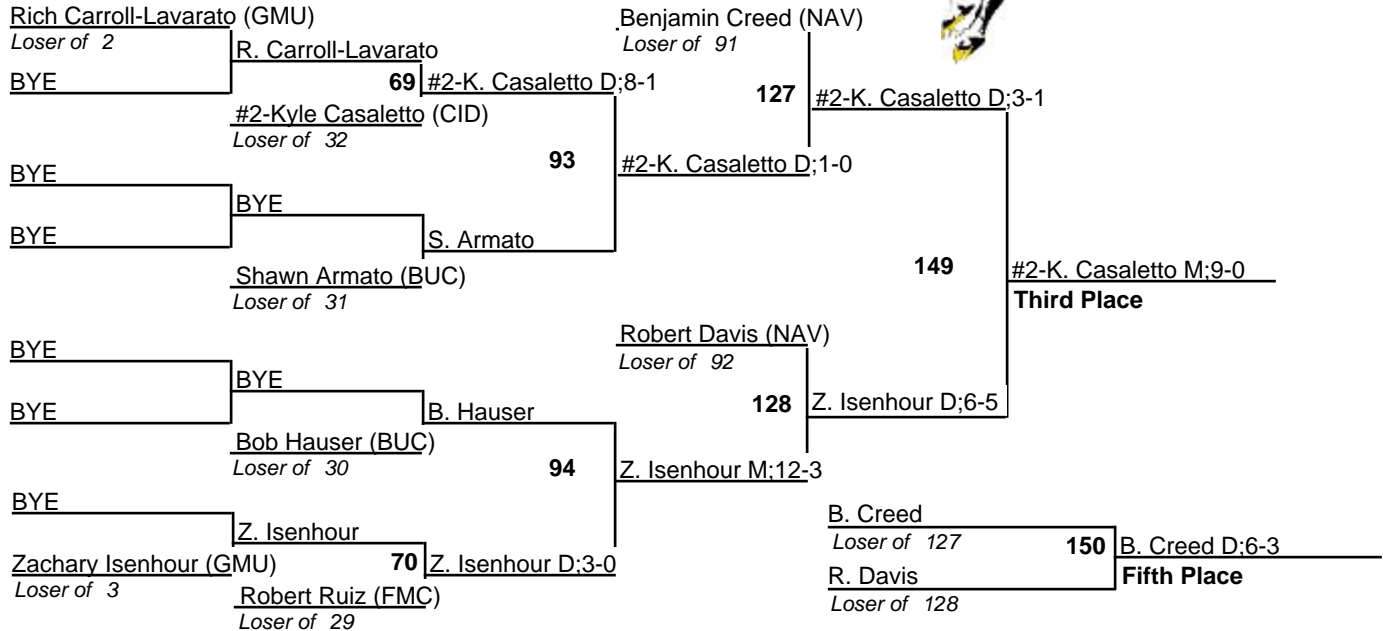 Rich Carroll-Lavarato (GMU)
Loser of 2
R. Carroll-Lavarato
BYE
69
#2-K. Casaletto D;8-1
#2-Kyle Casaletto (CID)
Loser of 32
93
#2-K. Casaletto D;1-0
BYE
BYE
BYE
S. Armato
Shawn Armato (BUC)
Loser of 31
Benjamin Creed (NAV)
Loser of 91
127
#2-K. Casaletto D;3-1
149
#2-K. Casaletto M;9-0
Third Place
BYE
BYE
BYE
B. Hauser
Bob Hauser (BUC)
Loser of 30
94
Z. Isenhour M;12-3
BYE
Z. Isenhour
Zachary Isenhour (GMU)
Loser of 3
70
Z. Isenhour D;3-0
Robert Ruiz (FMC)
Loser of 29
Robert Davis (NAV)
Loser of 92
128
Z. Isenhour D;6-5
B. Creed
Loser of 127
150
B. Creed D;6-3
R. Davis
Fifth Place
Loser of 128